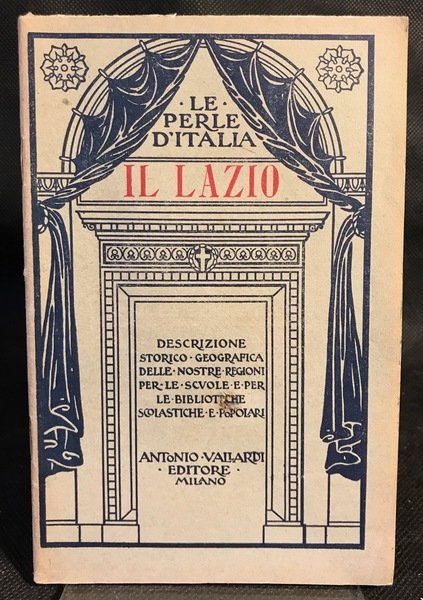 ·LE·
PERLE
D'ITALIA
IL LAZIO
DESCRIZIONE
STORICO·GEOGRAFICA
DELLE·NOSTRE·REGIONI
PER·LE·SCVOLE·E·PER
LE·BIBLIOTECHE
SCOLASTICHE·E·POPOLARI
ANTONIO·VALLARDI
·EDITORE·
MILANO